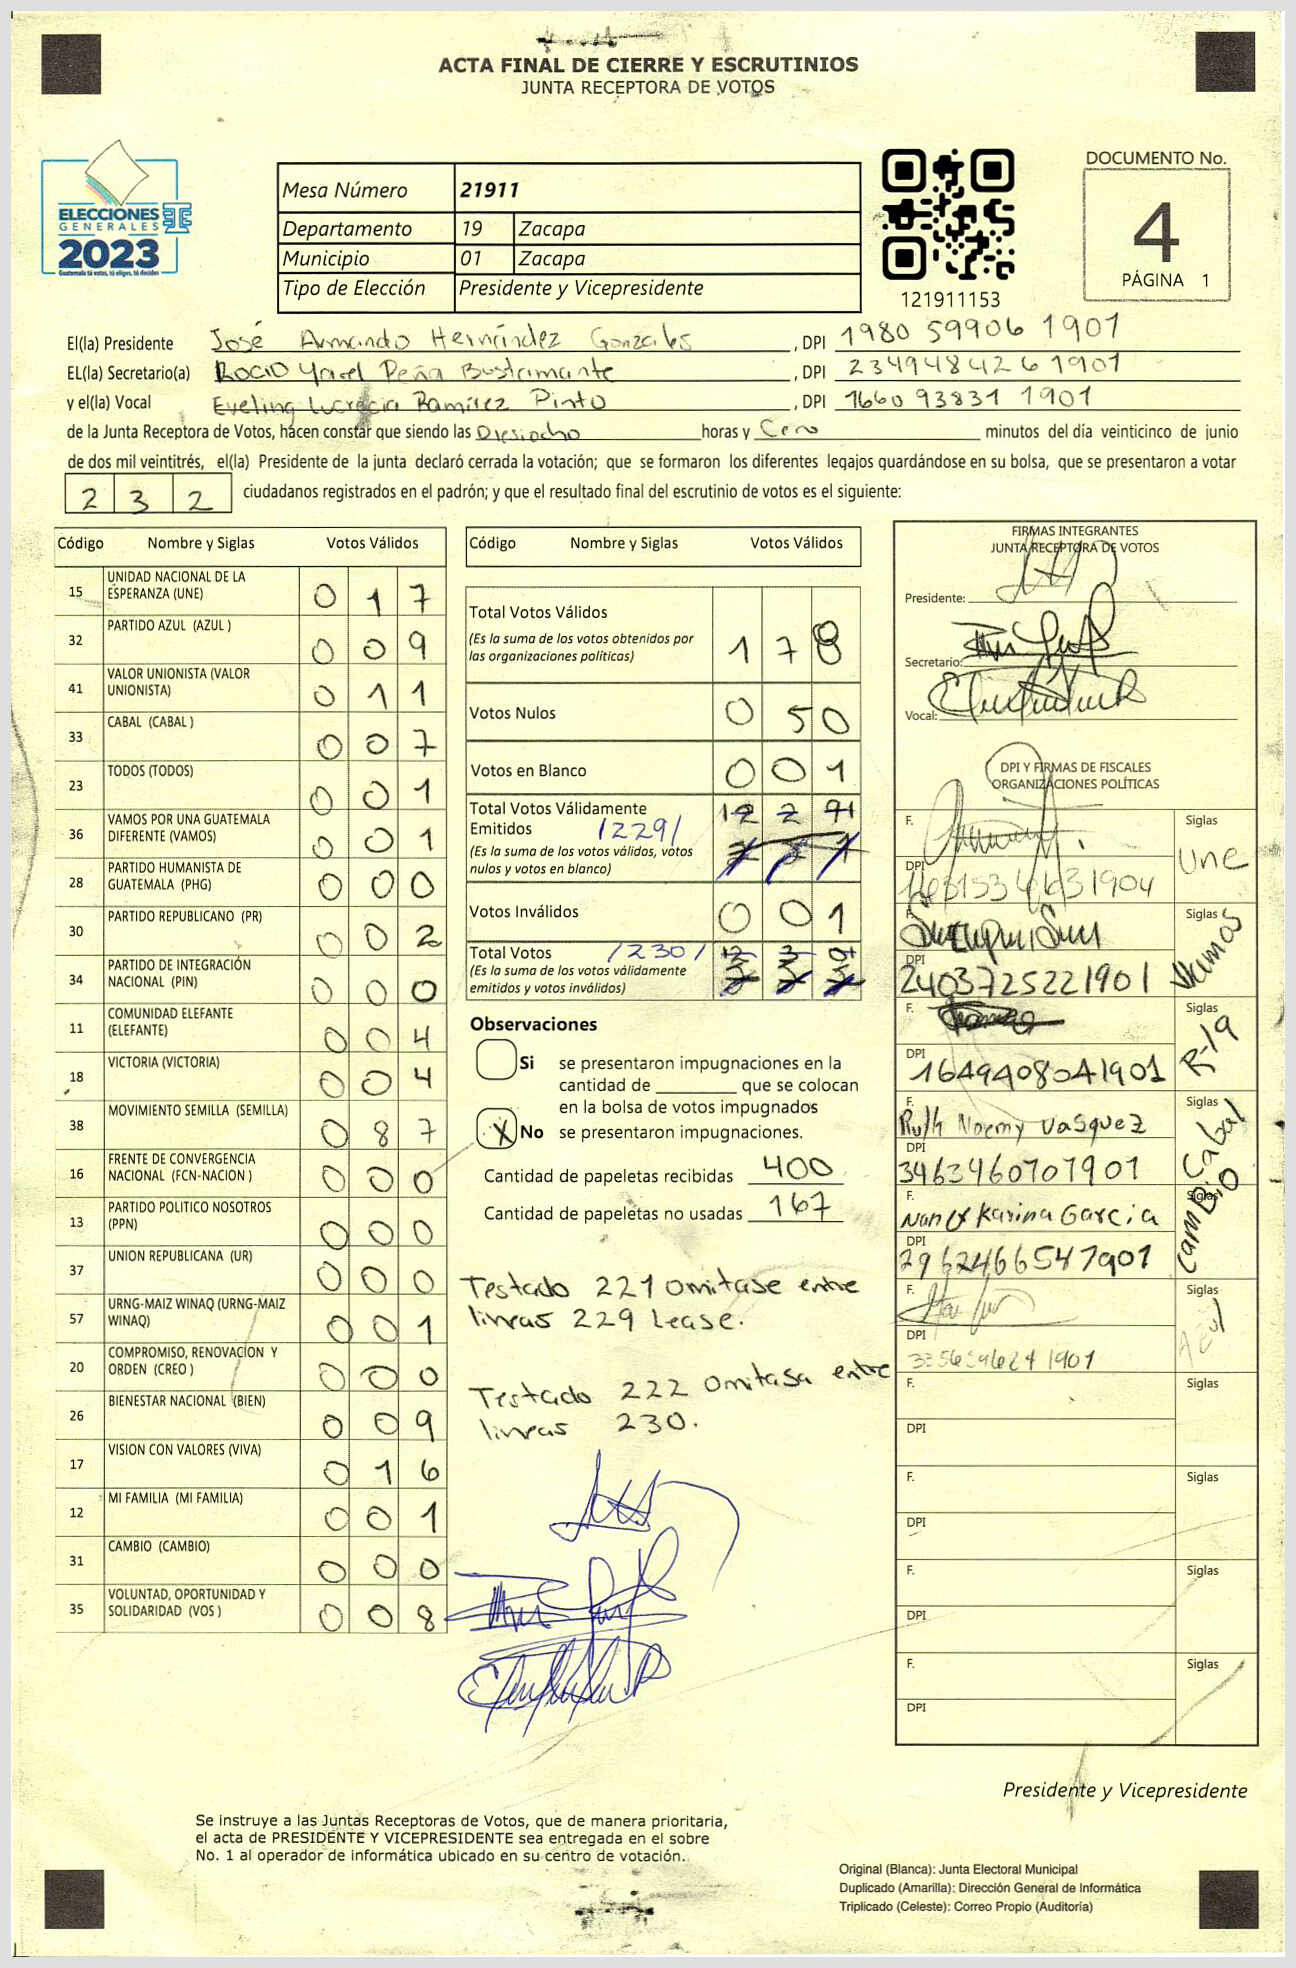 ACTA FINAL DE CIERRE Y ESCRUTINIOS
JUNTA RECEPTORA DE VOTOS
ELECCIONES
GENERALES
2023
Guatemala tú votas, tú eliges, tú decides
Mesa Número 21911
Departamento 19 Zacapa
Municipio 01 Zacapa
Tipo de Elección Presidente y Vicepresidente
121911153
DOCUMENTO No.
4
PÁGINA 1
El(la) Presidente José Armando Hernández Gonzales , DPI 1980 59906 1901
EL(la) Secretario(a) Rocio Yarel Peña Bustamante , DPI 2349484261901
y el(la) Vocal Eveling Lucrecia Ramírez Pinto , DPI 1660 93831 1901
de la Junta Receptora de Votos, hacen constar que siendo las Diesiocho horas y Cero minutos del día veinticinco de junio
de dos mil veintitrés, el(la) Presidente de la junta declaró cerrada la votación; que se formaron los diferentes legajos guardándose en su bolsa, que se presentaron a votar
232 ciudadanos registrados en el padrón; y que el resultado final del escrutinio de votos es el siguiente:
Código Nombre y Siglas Votos Válidos
15 UNIDAD NACIONAL DE LA ESPERANZA (UNE) 0 1 7
32 PARTIDO AZUL (AZUL ) 0 0 9
41 VALOR UNIONISTA (VALOR UNIONISTA) 0 1 1
33 CABAL (CABAL ) 0 0 7
23 TODOS (TODOS) 0 0 1
36 VAMOS POR UNA GUATEMALA DIFERENTE (VAMOS) 0 0 1
28 PARTIDO HUMANISTA DE GUATEMALA (PHG) 0 0 0
30 PARTIDO REPUBLICANO (PR) 0 0 2
34 PARTIDO DE INTEGRACIÓN NACIONAL (PIN) 0 0 0
11 COMUNIDAD ELEFANTE (ELEFANTE) 0 0 4
18 VICTORIA (VICTORIA) 0 0 4
38 MOVIMIENTO SEMILLA (SEMILLA) 0 8 7
16 FRENTE DE CONVERGENCIA NACIONAL (FCN-NACION ) 0 0 0
13 PARTIDO POLITICO NOSOTROS (PPN) 0 0 0
37 UNION REPUBLICANA (UR) 0 0 0
57 URNG-MAIZ WINAQ (URNG-MAIZ WINAQ) 0 0 1
20 COMPROMISO, RENOVACION Y ORDEN (CREO ) 0 0 0
26 BIENESTAR NACIONAL (BIEN) 0 0 9
17 VISION CON VALORES (VIVA) 0 1 6
12 MI FAMILIA (MI FAMILIA) 0 0 1
31 CAMBIO (CAMBIO) 0 0 0
35 VOLUNTAD, OPORTUNIDAD Y SOLIDARIDAD (VOS ) 0 0 8
Código Nombre y Siglas Votos Válidos
Total Votos Válidos 1 7 8
(Es la suma de los votos obtenidos por
las organizaciones políticas)
Votos Nulos 0 5 0
Votos en Blanco 0 0 1
Total Votos Válidamente
Emitidos /229/
(Es la suma de los votos válidos, votos
nulos y votos en blanco)
Votos Inválidos 0 0 1
Total Votos /230/
(Es la suma de los votos válidamente
emitidos y votos inválidos)
Observaciones
Si se presentaron impugnaciones en la
cantidad de ________ que se colocan
en la bolsa de votos impugnados
X No se presentaron impugnaciones.
Cantidad de papeletas recibidas 400
Cantidad de papeletas no usadas 167
Testado 221 Omitase entre
lineas 229 Lease.
Testado 222 Omitasa entre
lineas 230.
FIRMAS INTEGRANTES
JUNTA RECEPTORA DE VOTOS
Presidente:
Secretario:
Vocal:
DPI Y FIRMAS DE FISCALES
ORGANIZACIONES POLÍTICAS
F. Siglas
DPI Une
F. Siglas
DPI 2403725221901 Vamos
F. Siglas
DPI 1649408041901 R-19
F. Ruth Noemy Vasquez Siglas
DPI 3463460701901 Cabal
F. Nancy Karina Garcia Siglas
DPI 2962466541901 CamBiO
F. Siglas
DPI Azul
F. Siglas
DPI
F. Siglas
DPI
F. Siglas
DPI
F. Siglas
DPI
Presidente y Vicepresidente
Se instruye a las Juntas Receptoras de Votos, que de manera prioritaria,
el acta de PRESIDENTE Y VICEPRESIDENTE sea entregada en el sobre
No. 1 al operador de informática ubicado en su centro de votación.
Original (Blanca): Junta Electoral Municipal
Duplicado (Amarilla): Dirección General de Informática
Triplicado (Celeste): Correo Propio (Auditoría)